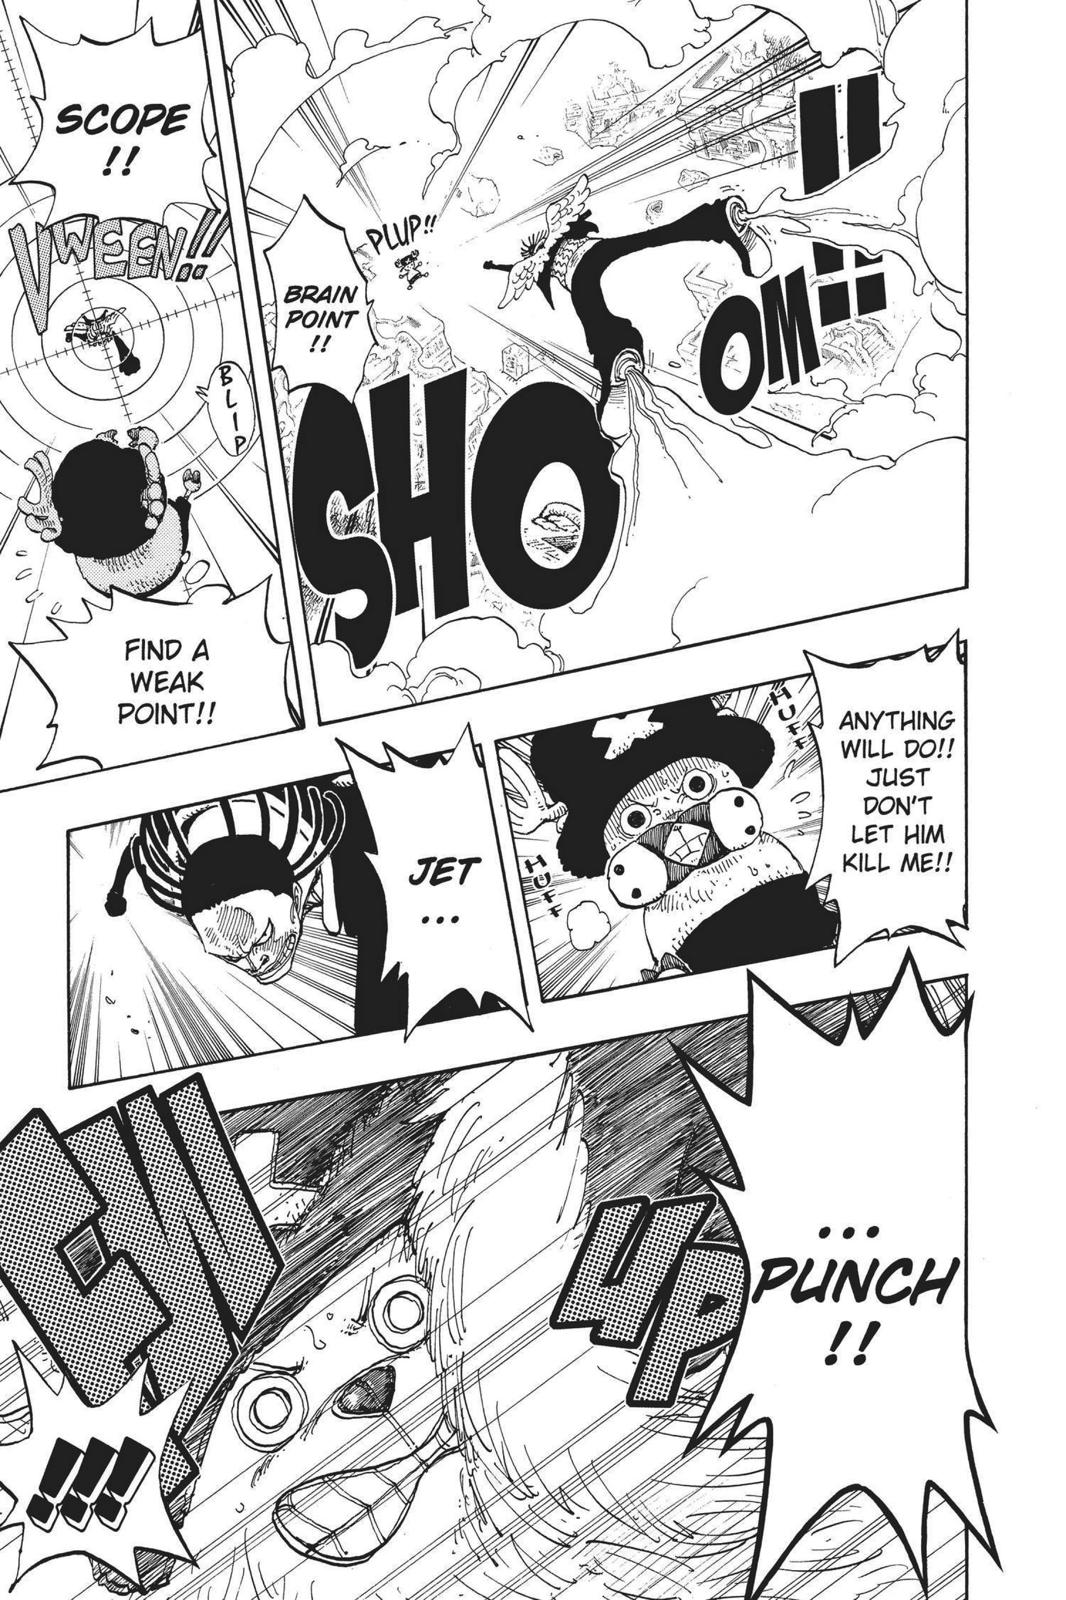 SHO
OM!!
!!
PLUP!!
BRAIN
POINT
!!
SCOPE
!!
VWEEN!!
BLIP
FIND A
WEAK
POINT!!
ANYTHING
WILL DO!!
JUST
DON'T
LET HIM
KILL ME!!
HUFF
HUFF
JET
...
...
PUNCH
!!
!!!